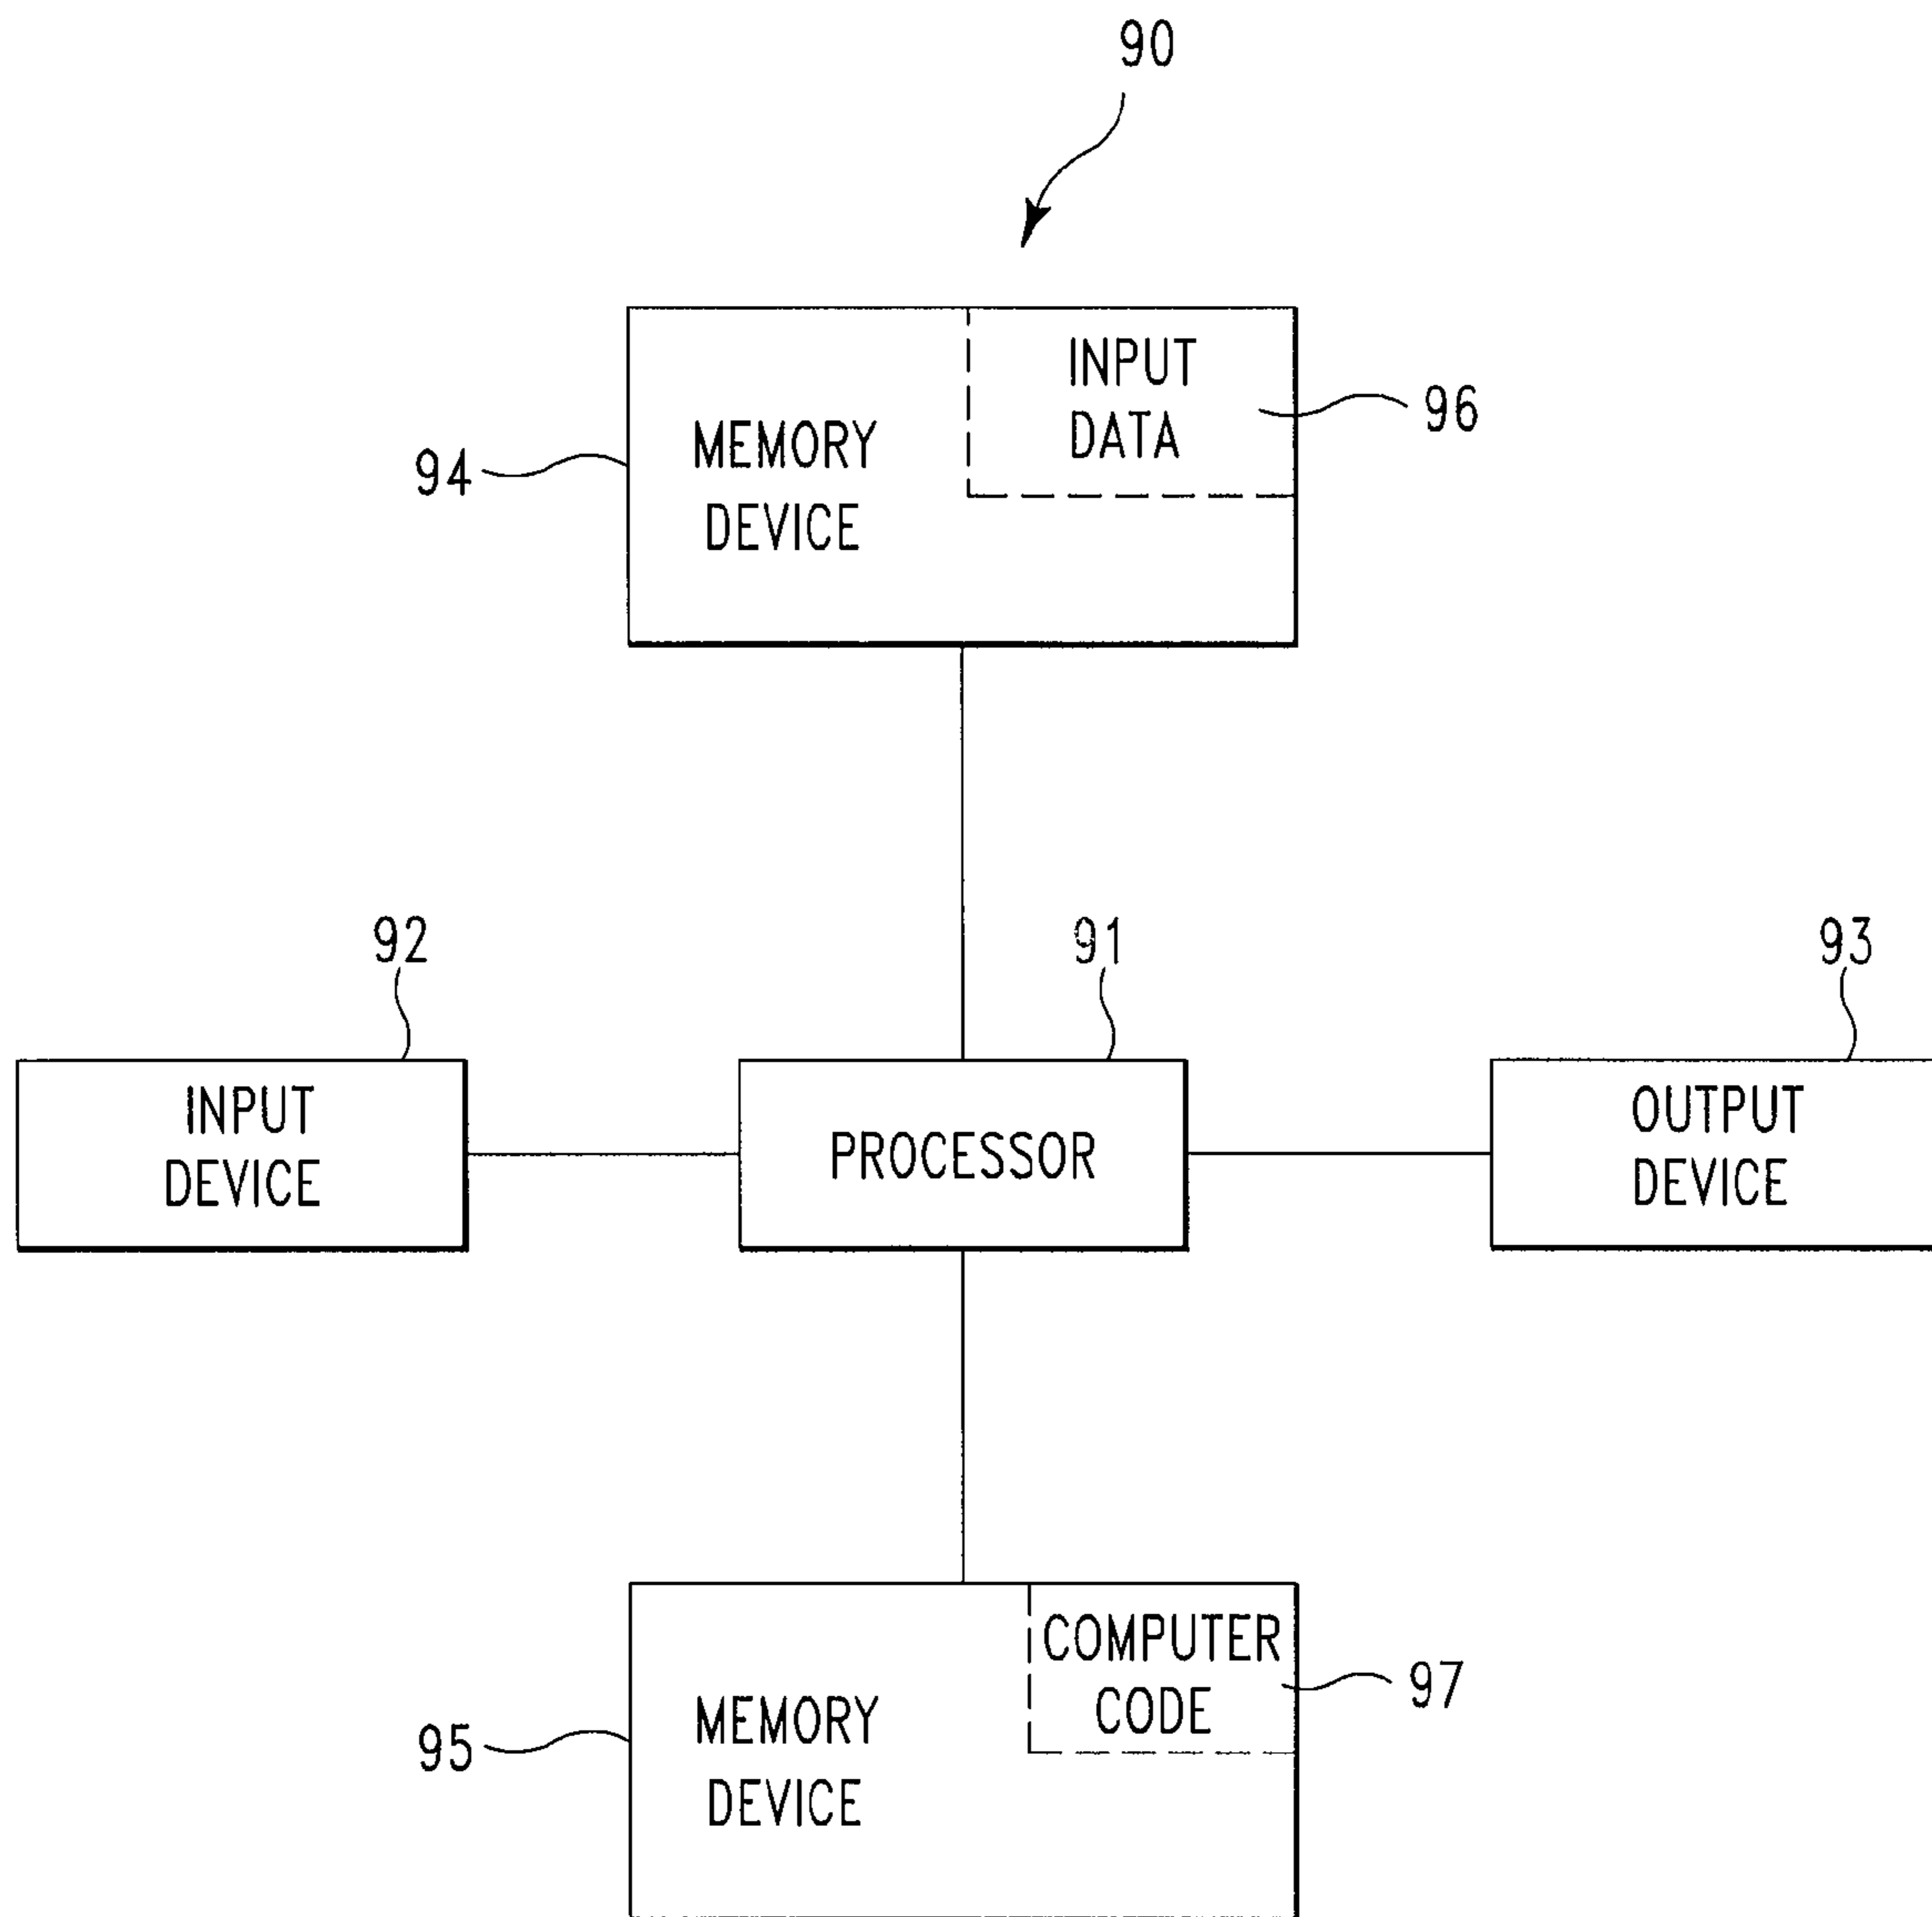 90
INPUT
DATA
96
94
MEMORY
DEVICE
92
91
93
INPUT
DEVICE
PROCESSOR
OUTPUT
DEVICE
COMPUTER
CODE
97
95
MEMORY
DEVICE